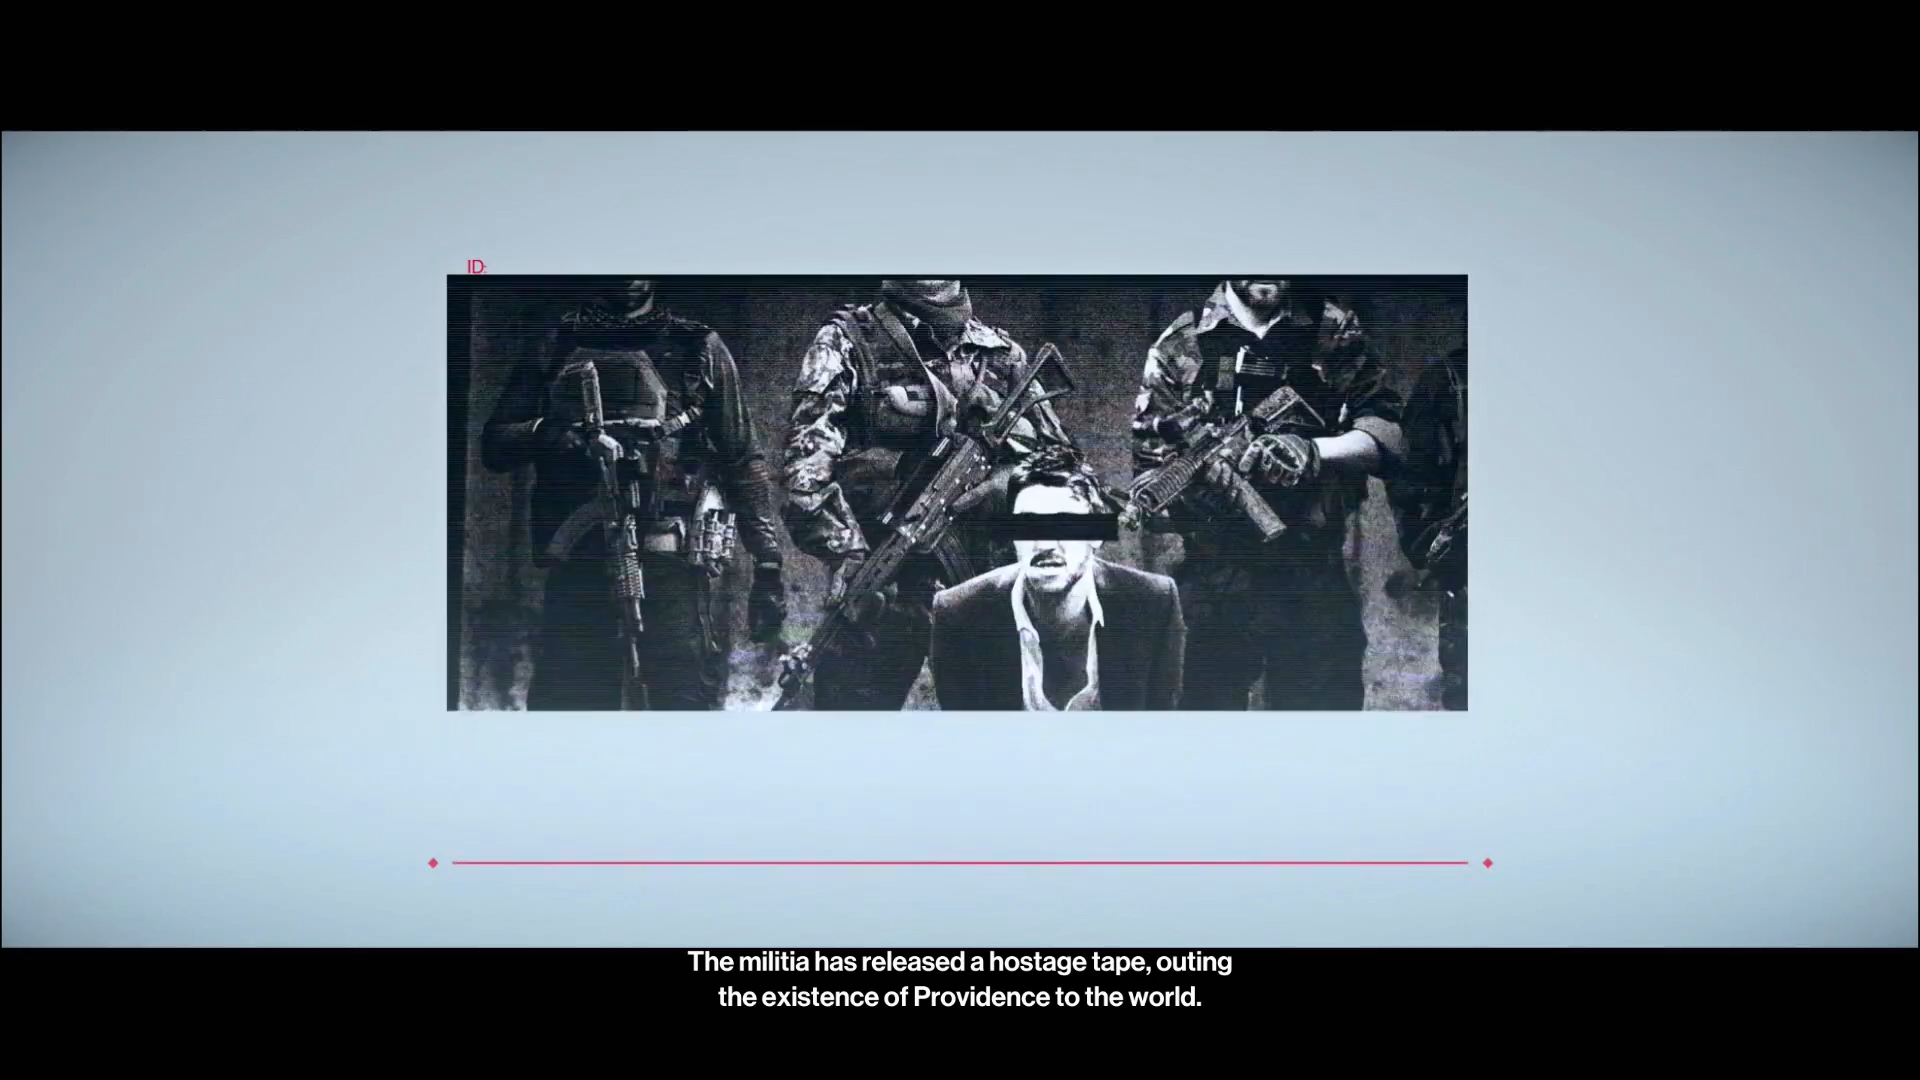 ID:
The militia has released a hostage tape, outing
the existence of Providence to the world.